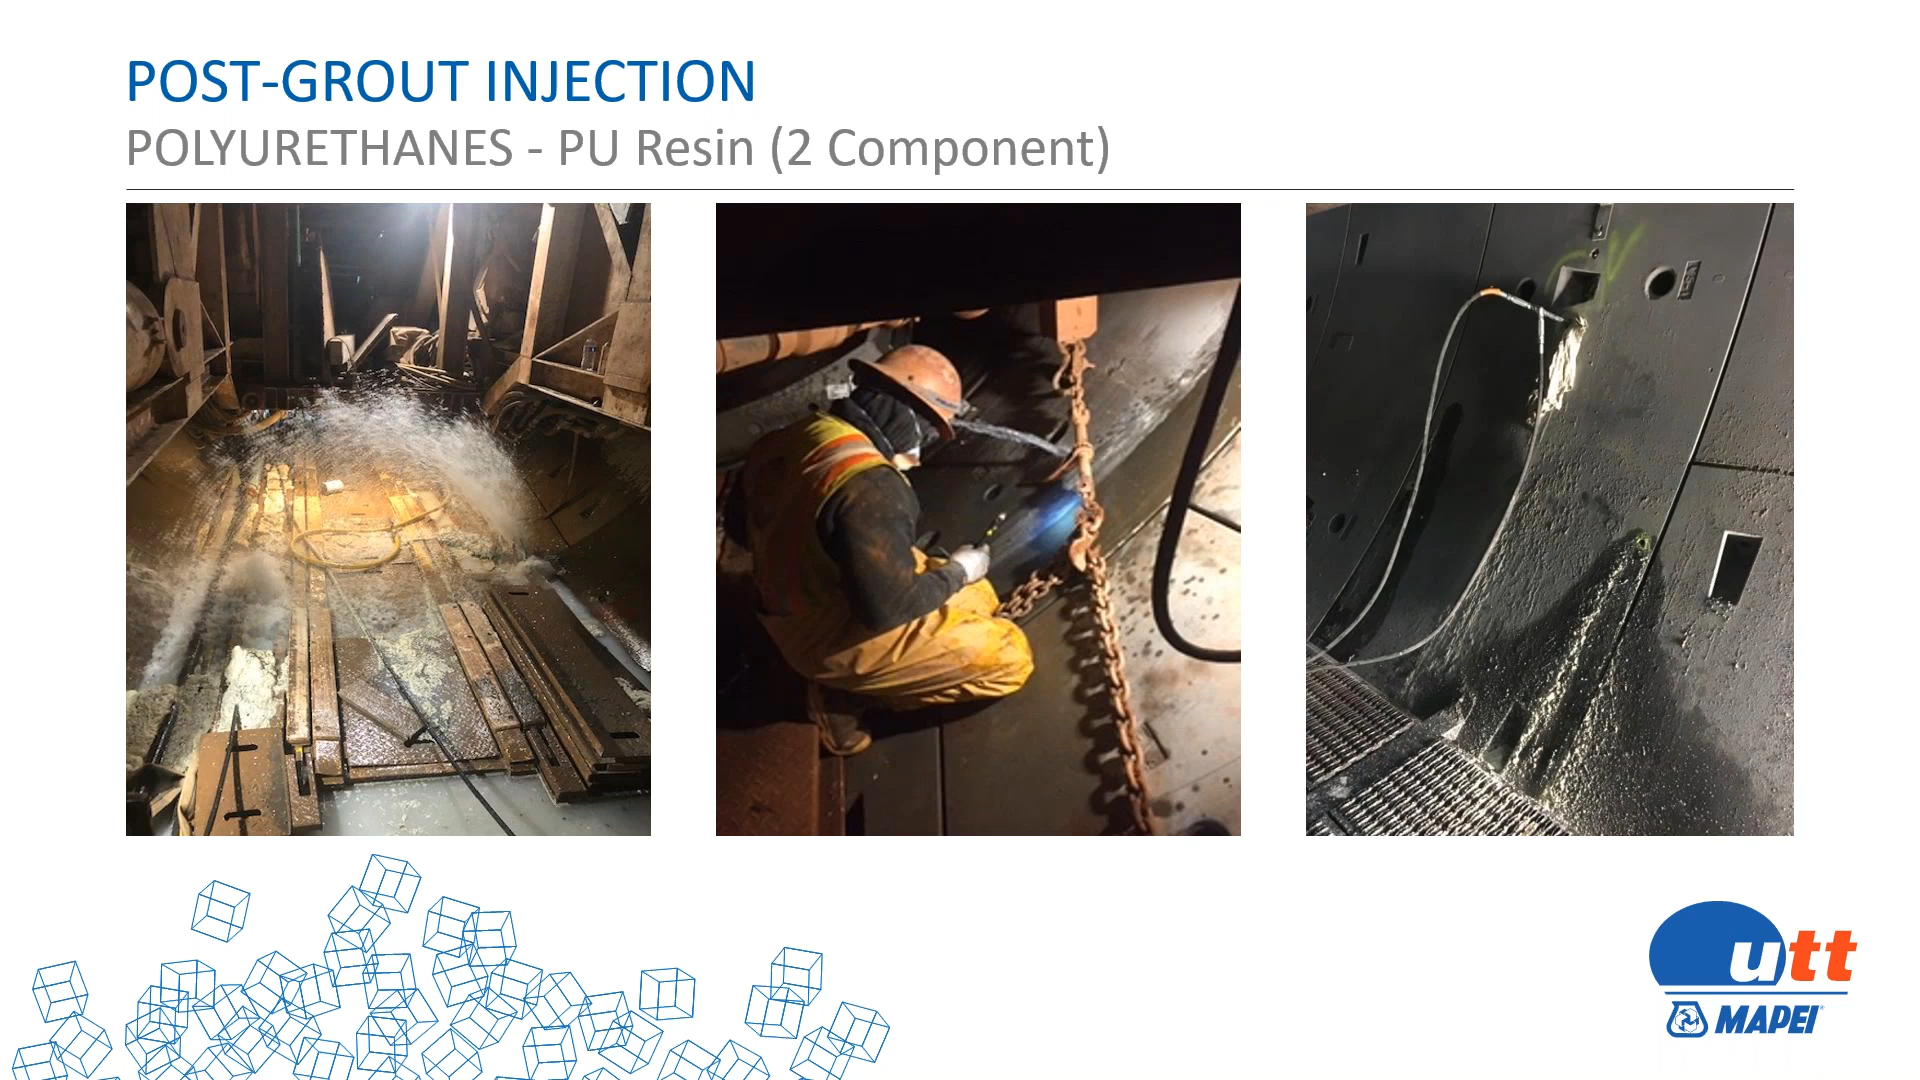 POST-GROUT INJECTION
POLYURETHANES - PU Resin (2 Component)
utt
MAPEI